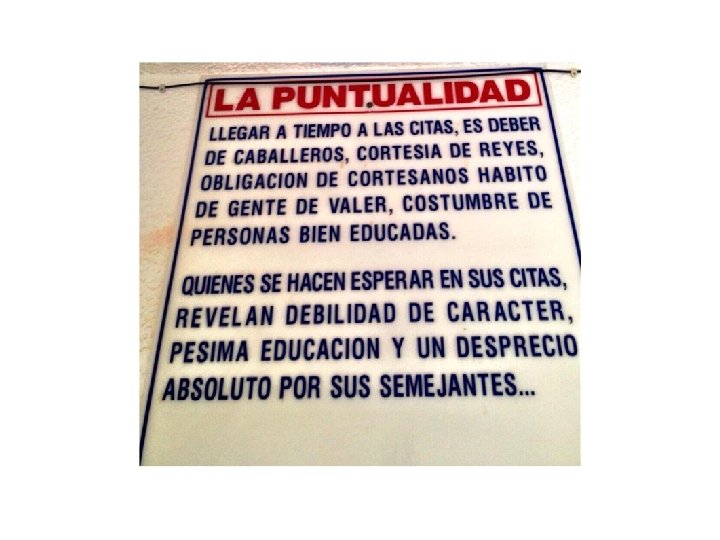 LA PUNTUALIDAD
LLEGAR A TIEMPO A LAS CITAS, ES DEBER
DE CABALLEROS, CORTESIA DE REYES,
OBLIGACION DE CORTESANOS HABITO
DE GENTE DE VALER, COSTUMBRE DE
PERSONAS BIEN EDUCADAS.
QUIENES SE HACEN ESPERAR EN SUS CITAS,
REVELAN DEBILIDAD DE CARACTER,
PESIMA EDUCACION Y UN DESPRECIO
ABSOLUTO POR SUS SEMEJANTES...